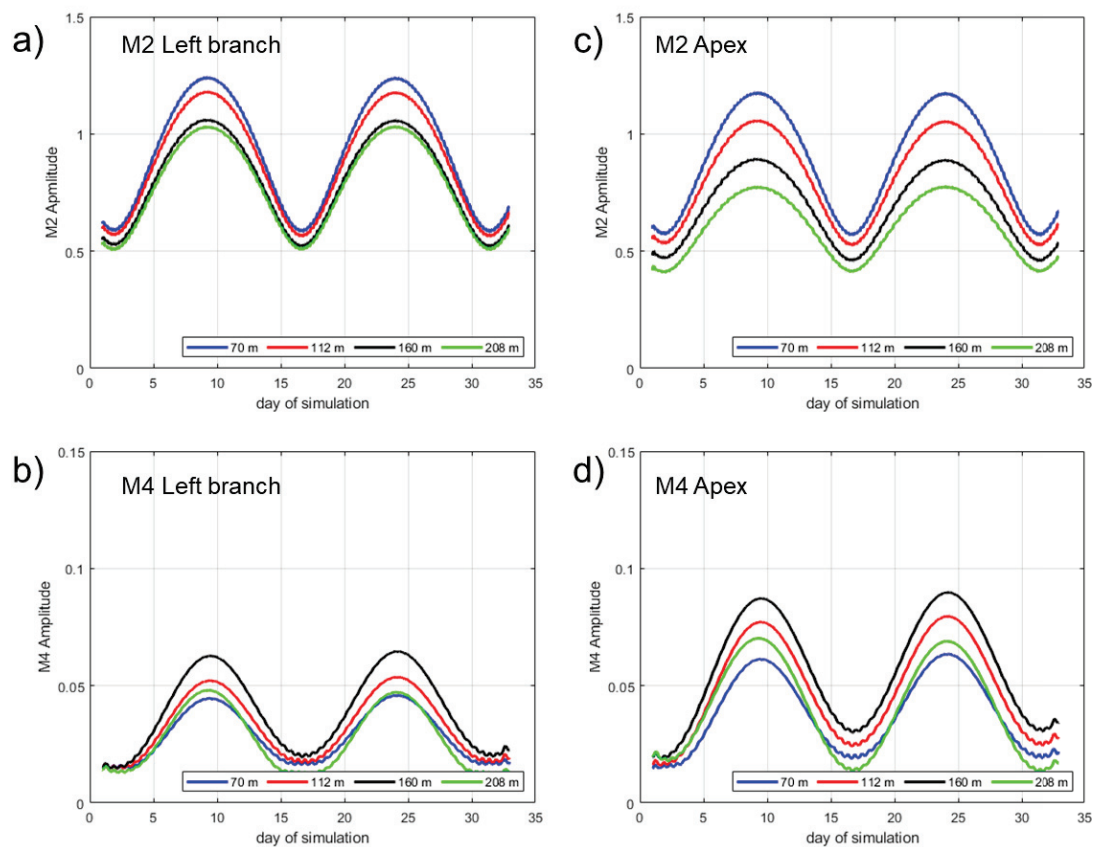 a)
M2 Left branch
M2 Apmlitude
1.5
1
0.5
0
0 5 10 15 20 25 30 35
day of simulation
70 m 112 m 160 m 208 m
c)
M2 Apex
M2 Apmlitude
1.5
1
0.5
0
0 5 10 15 20 25 30 35
day of simulation
70 m 112 m 160 m 208 m
b)
M4 Left branch
M4 Amplitude
0.15
0.1
0.05
0
0 5 10 15 20 25 30 35
day of simulation
70 m 112 m 160 m 208 m
d)
M4 Apex
M4 Amplitude
0.15
0.1
0.05
0
0 5 10 15 20 25 30 35
day of simulation
70 m 112 m 160 m 208 m